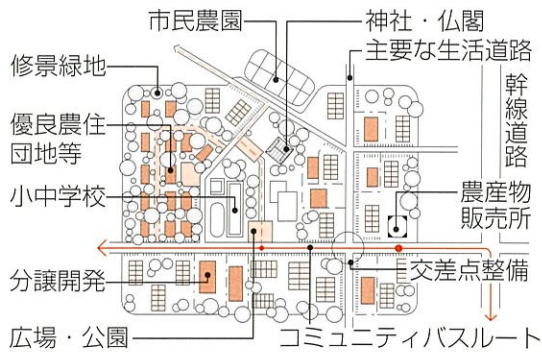 市民農園
神社・仏閣
主要な生活道路
修景緑地
幹線道路
優良農住
団地等
小中学校
農産物
販売所
分譲開発
交差点整備
広場・公園
コミュニティバスルート